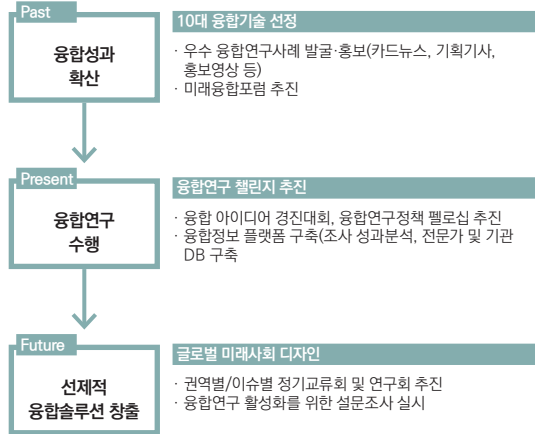 Past
융합성과
확산
10대 융합기술 선정
· 우수 융합연구사례 발굴·홍보(카드뉴스, 기획기사,
홍보영상 등)
· 미래융합포럼 추진
Present
융합연구
수행
융합연구 챌린지 추진
· 융합 아이디어 경진대회, 융합연구정책 펠로십 추진
· 융합정보 플랫폼 구축(조사 성과분석, 전문가 및 기관
DB 구축
Future
선제적
융합솔루션 창출
글로벌 미래사회 디자인
· 권역별/이슈별 정기교류회 및 연구회 추진
· 융합연구 활성화를 위한 설문조사 실시